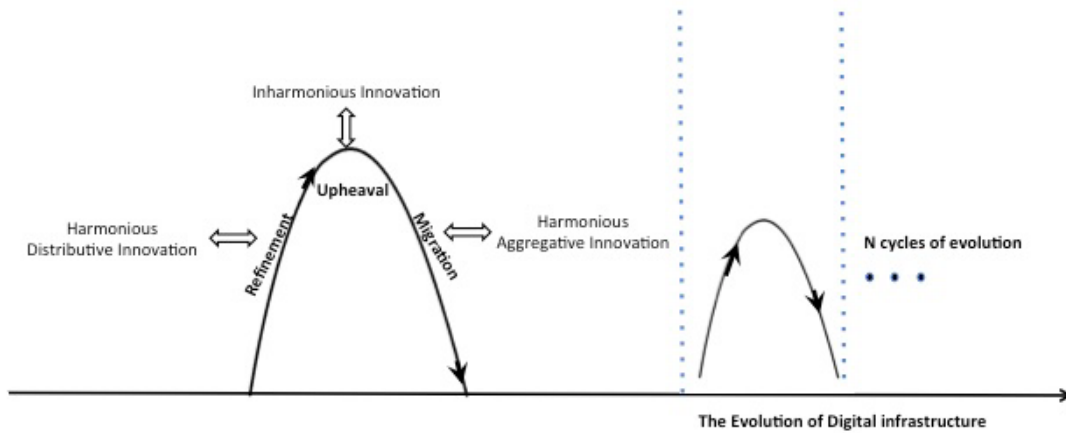 Inharmonious Innovation
Upheaval
Refinement
Migration
Harmonious
Distributive Innovation
Harmonious
Aggregative Innovation
N cycles of evolution
The Evolution of Digital infrastructure